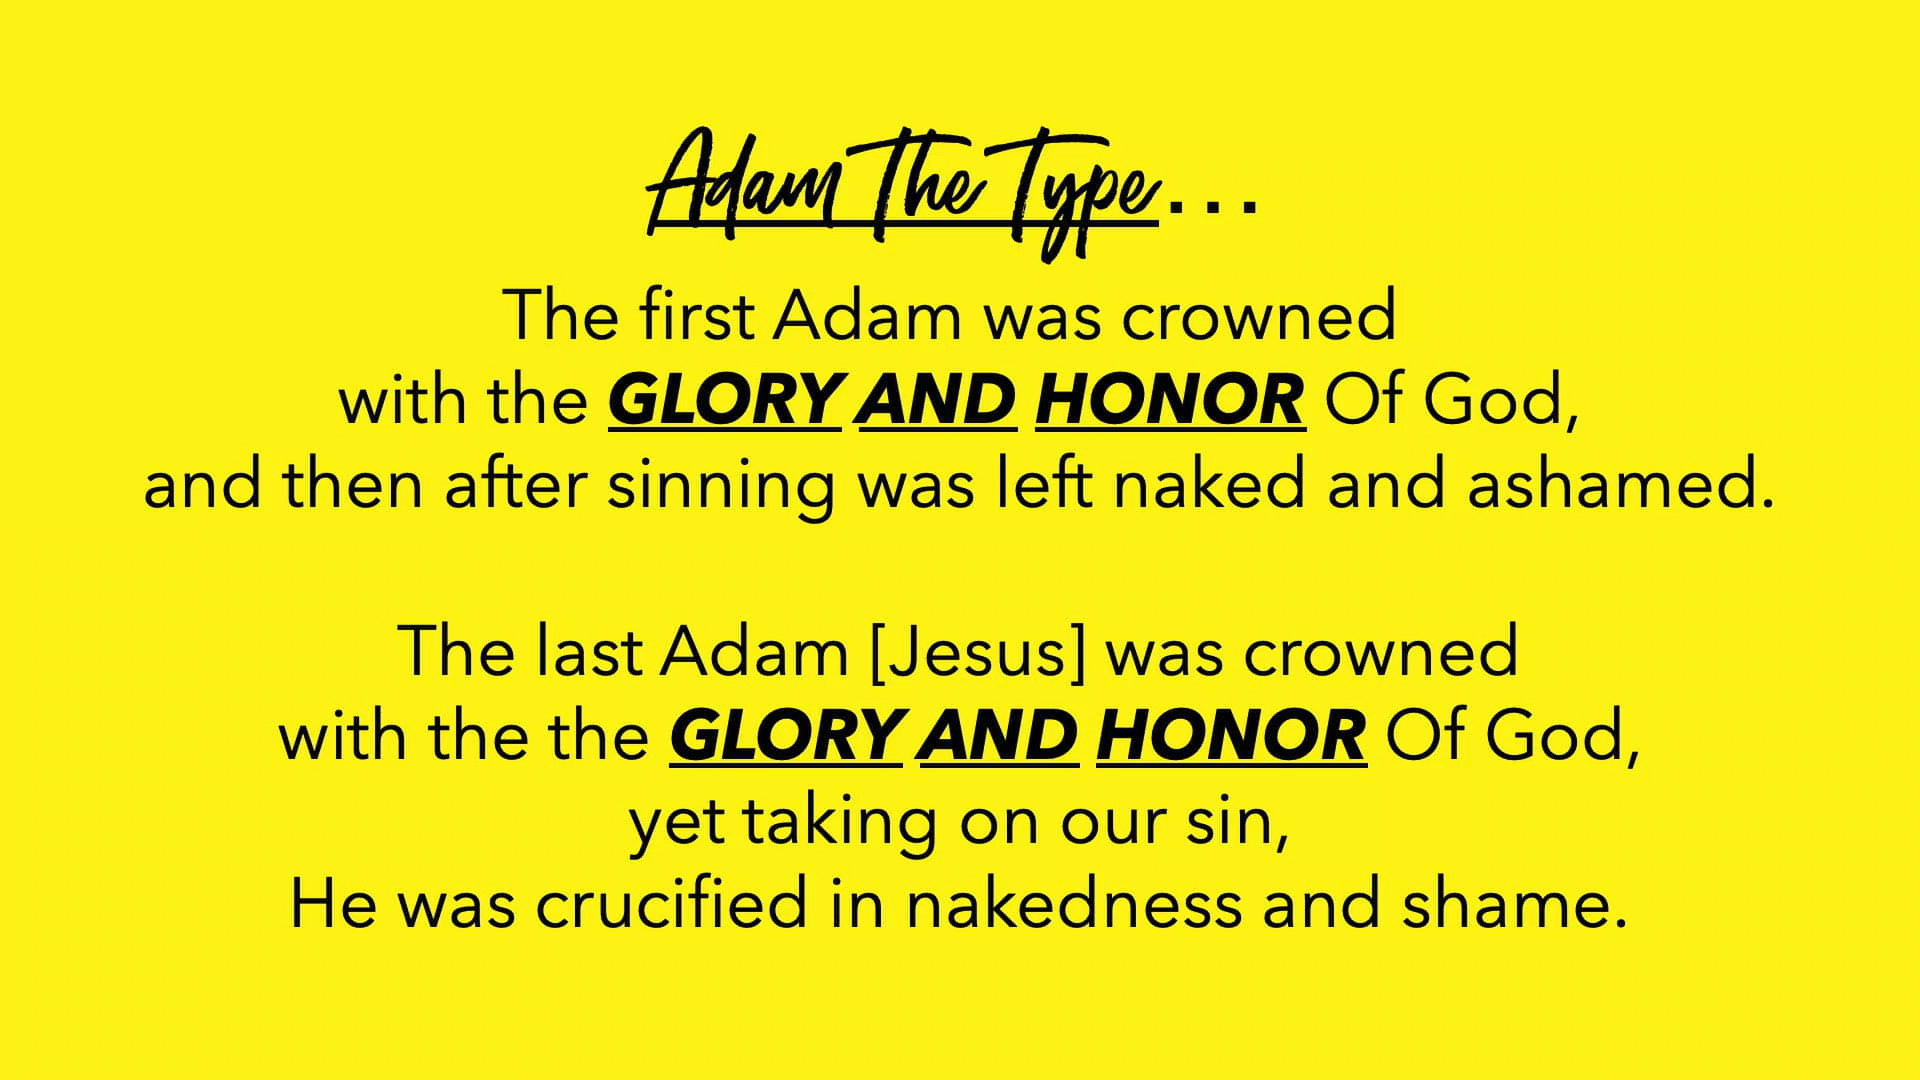 Adam The Type...
The first Adam was crowned
with the GLORY AND HONOR Of God,
and then after sinning was left naked and ashamed.
The last Adam [Jesus] was crowned
with the the GLORY AND HONOR Of God,
yet taking on our sin,
He was crucified in nakedness and shame.